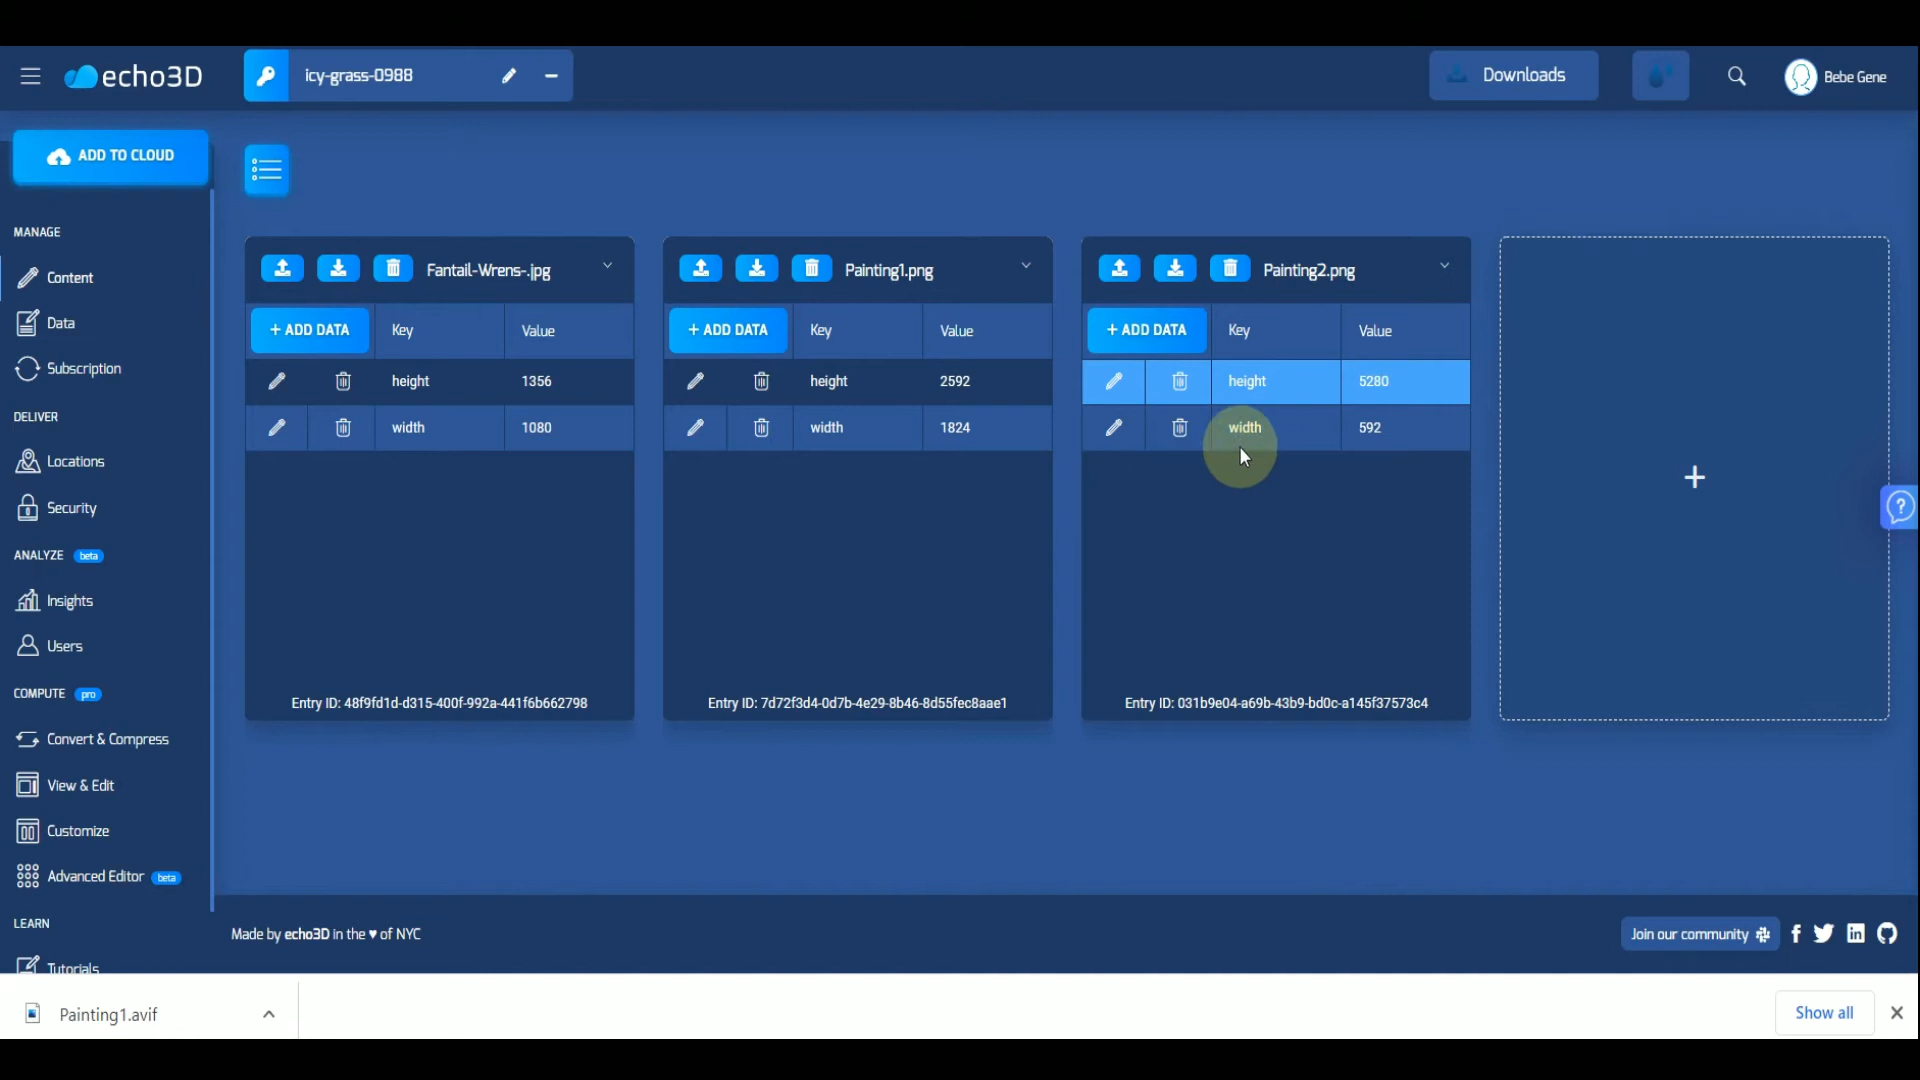 echo3D
icy-grass-0988
Downloads
Bebe Gene
ADD TO CLOUD
MANAGE
Content
Data
Subscription
DELIVER
Locations
Security
ANALYZE beta
Insights
Users
COMPUTE pro
Convert & Compress
View & Edit
Customize
Advanced Editor beta
LEARN
Tutorials
Fantail-Wrens-.jpg
+ ADD DATA Key Value
height 1356
width 1080
Entry ID: 48f9fd1d-d315-400f-992a-441f6b662798
Painting1.png
+ ADD DATA Key Value
height 2592
width 1824
Entry ID: 7d72f3d4-0d7b-4e29-8b46-8d55fec8aae1
Painting2.png
+ ADD DATA Key Value
height 5280
width 592
Entry ID: 031b9e04-a69b-43b9-bd0c-a145f37573c4
+
?
Made by echo3D in the ♥ of NYC
Join our community
Painting1.avif
Show all